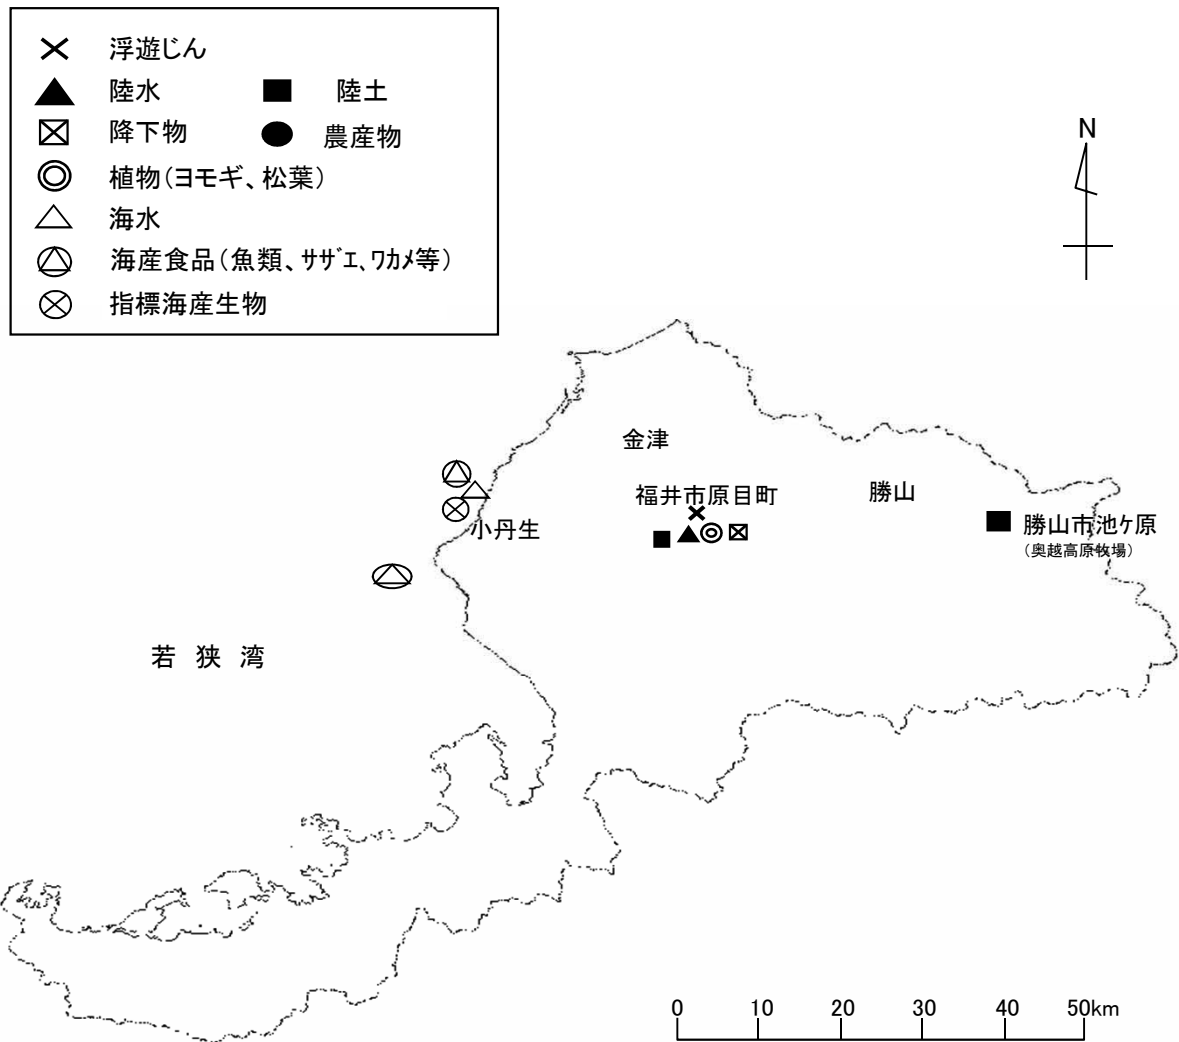 浮遊じん
陸水 陸土
降下物 農産物
植物(ヨモギ、松葉)
海水
海産食品(魚類、ｻｻﾞｴ、ﾜｶﾒ等)
指標海産生物
N
金津
福井市原目町
勝山
小丹生
勝山市池ケ原
(奥越高原牧場)
若狭湾
0 10 20 30 40 50km